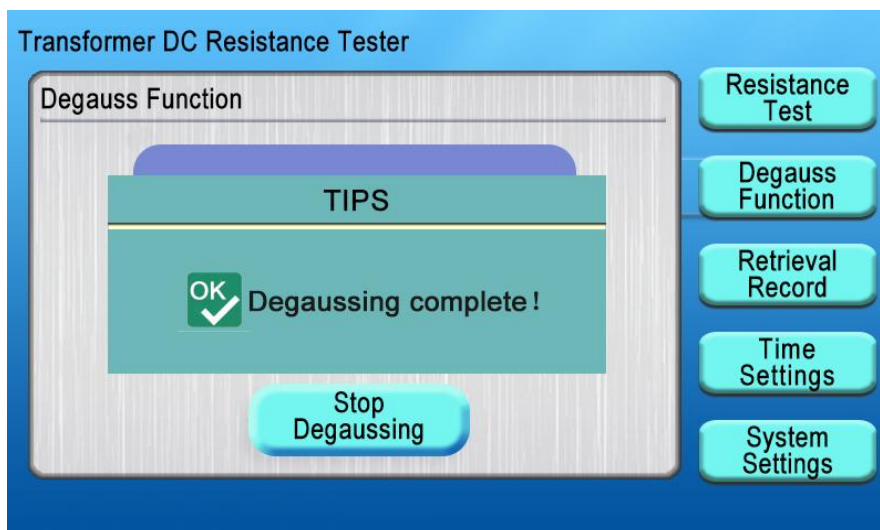 Transformer DC Resistance Tester
Degauss Function
TIPS
OK
Degaussing complete!
Stop
Degaussing
Resistance
Test
Degauss
Function
Retrieval
Record
Time
Settings
System
Settings